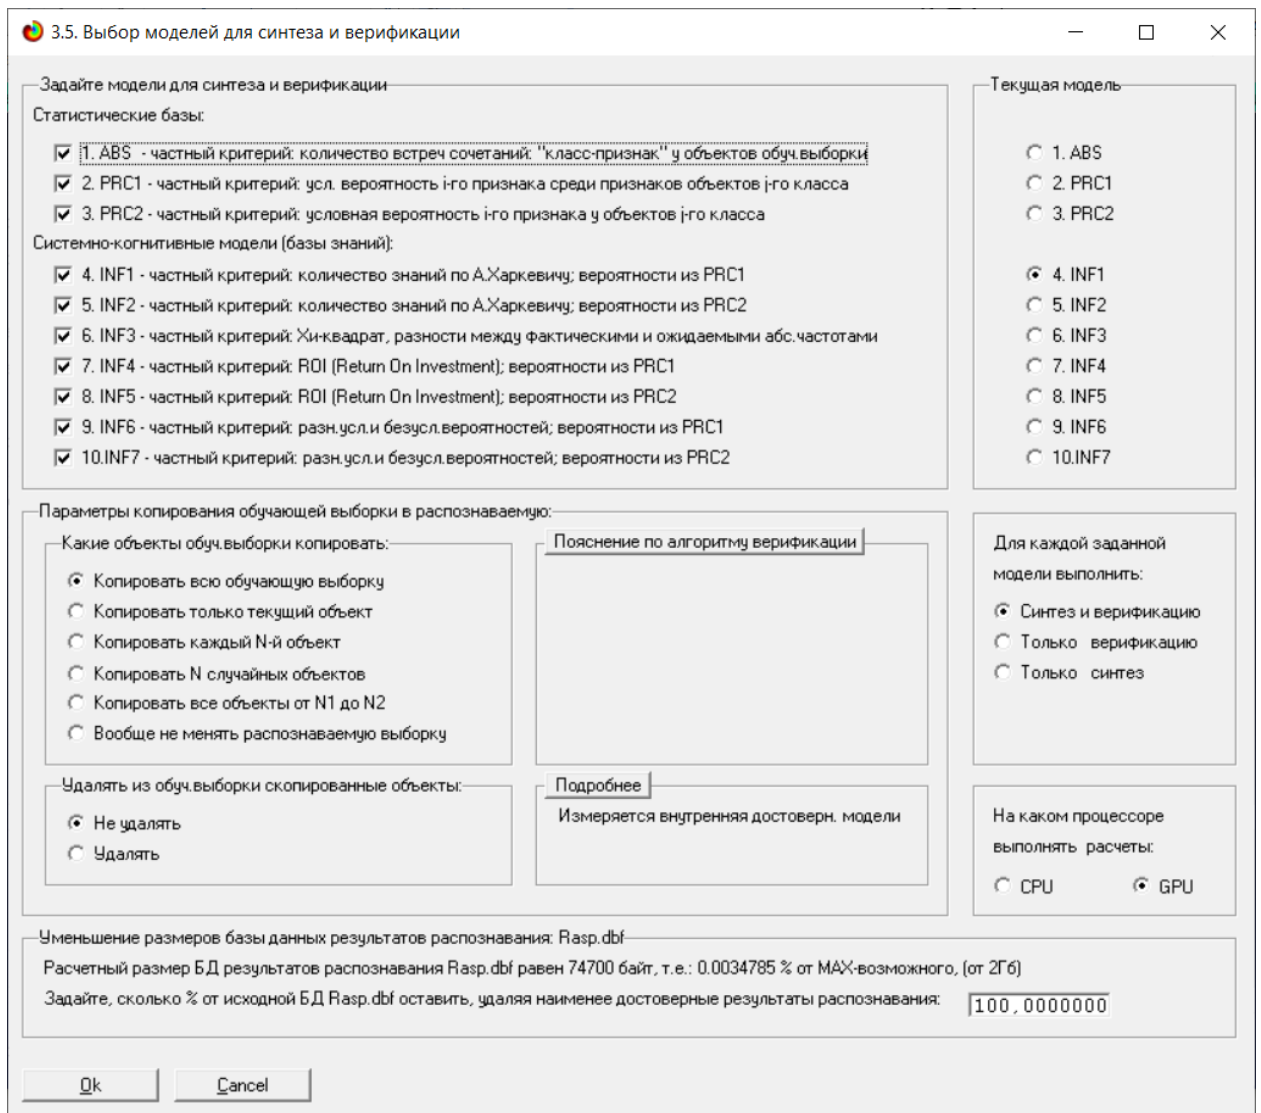 3.5. Выбор моделей для синтеза и верификации
Задайте модели для синтеза и верификации
Статистические базы:
1. ABS - частный критерий: количество встреч сочетаний: "класс-признак" у объектов обуч.выборки
2. PRC1 - частный критерий: усл. вероятность i-го признака среди признаков объектов j-го класса
3. PRC2 - частный критерий: условная вероятность i-го признака у объектов j-го класса
Системно-когнитивные модели (базы знаний):
4. INF1 - частный критерий: количество знаний по А.Харкевичу; вероятности из PRC1
5. INF2 - частный критерий: количество знаний по А.Харкевичу; вероятности из PRC2
6. INF3 - частный критерий: Хи-квадрат, разности между фактическими и ожидаемыми абс.частотами
7. INF4 - частный критерий: ROI (Return On Investment); вероятности из PRC1
8. INF5 - частный критерий: ROI (Return On Investment); вероятности из PRC2
9. INF6 - частный критерий: разн.усл.и безусл.вероятностей; вероятности из PRC1
10.INF7 - частный критерий: разн.усл.и безусл.вероятностей; вероятности из PRC2
Текущая модель
1. ABS
2. PRC1
3. PRC2
4. INF1
5. INF2
6. INF3
7. INF4
8. INF5
9. INF6
10.INF7
Параметры копирования обучающей выборки в распознаваемую:
Какие объекты обуч.выборки копировать:
Копировать всю обучающую выборку
Копировать только текущий объект
Копировать каждый N-й объект
Копировать N случайных объектов
Копировать все объекты от N1 до N2
Вообще не менять распознаваемую выборку
Пояснение по алгоритму верификации
Удалять из обуч.выборки скопированные объекты:
Не удалять
Удалять
Подробнее
Измеряется внутренняя достоверн. модели
Для каждой заданной
модели выполнить:
Синтез и верификацию
Только верификацию
Только синтез
На каком процессоре
выполнять расчеты:
CPU
GPU
Уменьшение размеров базы данных результатов распознавания: Rasp.dbf
Расчетный размер БД результатов распознавания Rasp.dbf равен 74700 байт, т.е.: 0.0034785 % от MAX-возможного, (от 2Гб)
Задайте, сколько % от исходной БД Rasp.dbf оставить, удаляя наименее достоверные результаты распознавания:
100,0000000
Ok
Cancel